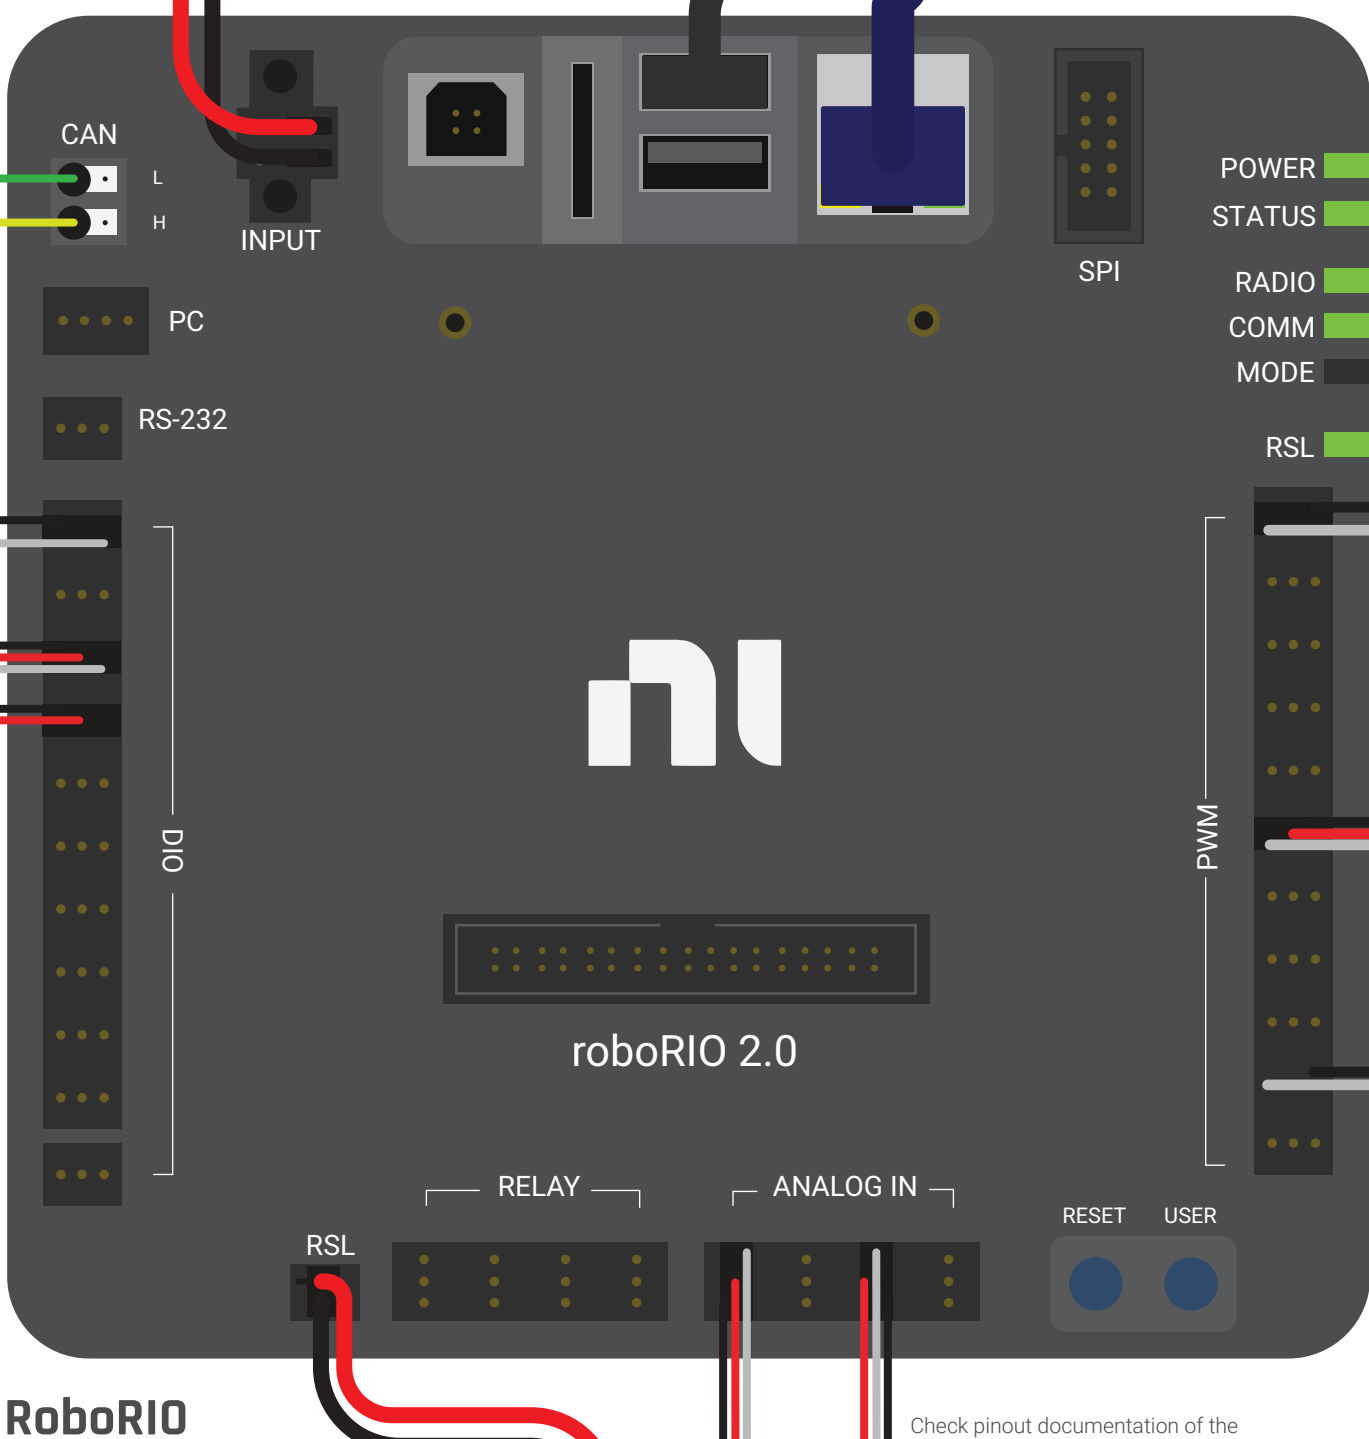 CAN
L
H
INPUT
SPI
POWER
STATUS
RADIO
COMM
MODE
RSL
PC
RS-232
DIO
PWM
roboRIO 2.0
RELAY
ANALOG IN
RSL
RESET
USER
RoboRIO
Check pinout documentation of the